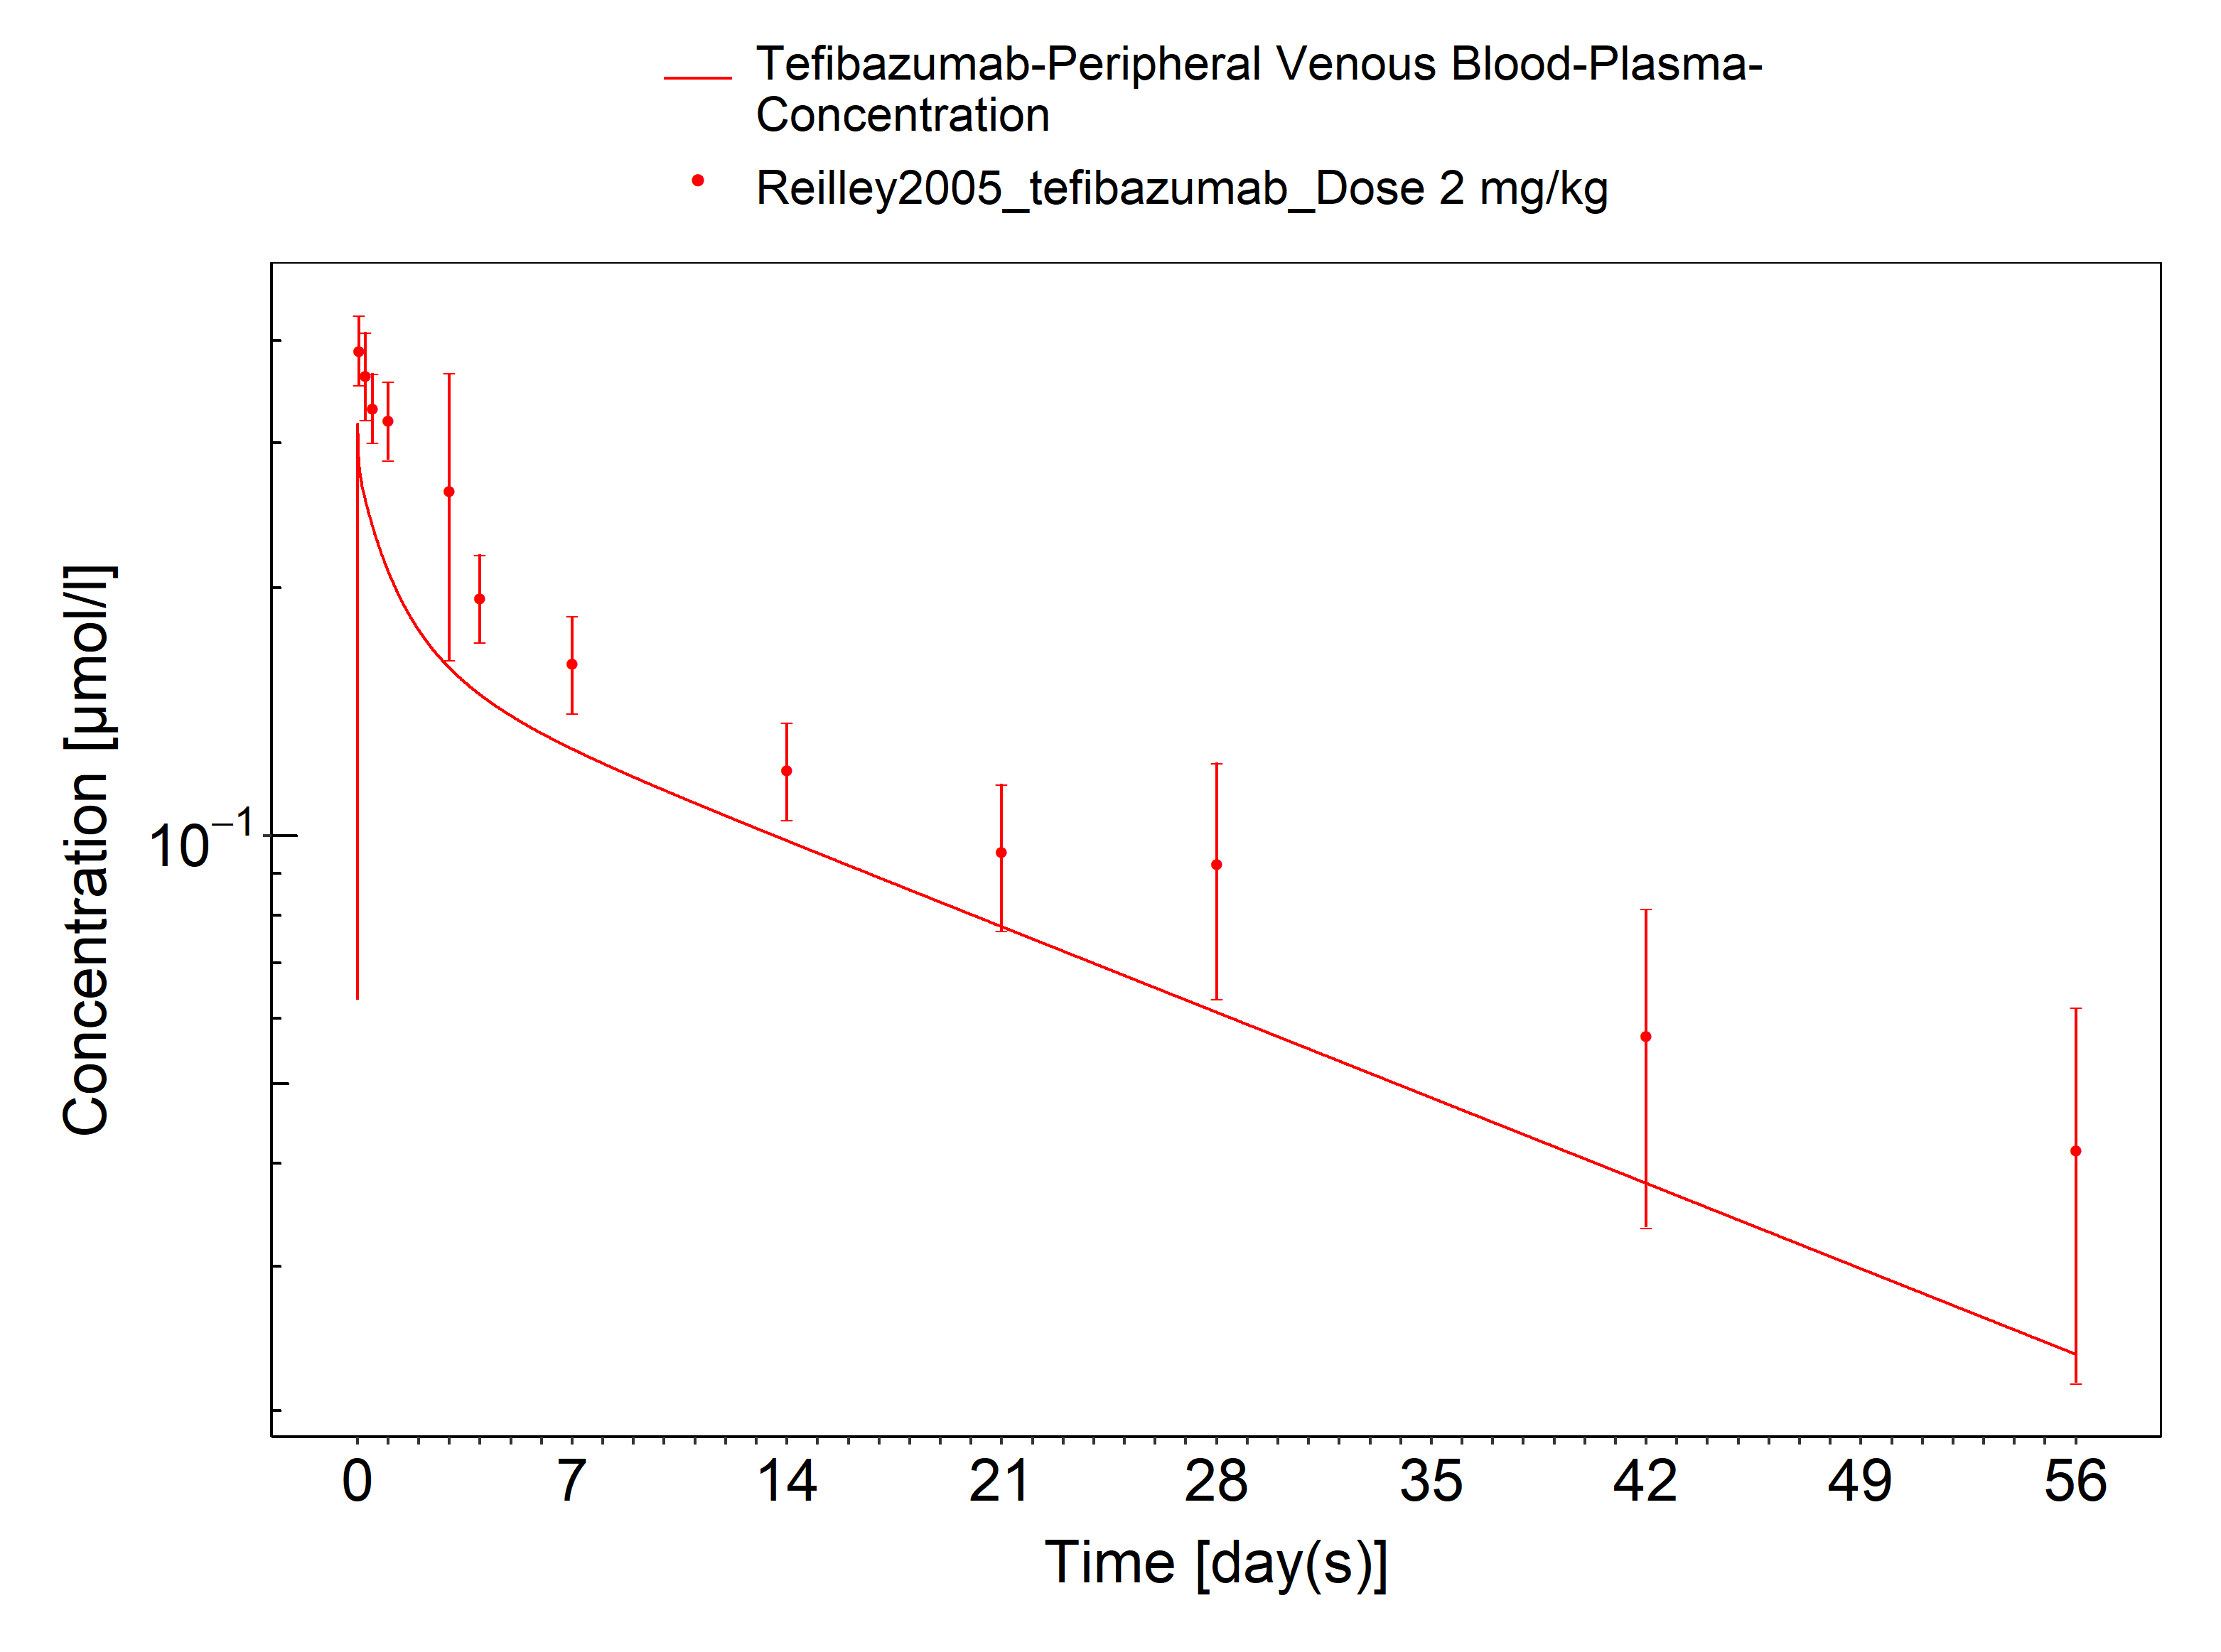 Tefibazumab-Peripheral Venous Blood-Plasma-
Concentration
Reilley2005_tefibazumab_Dose 2 mg/kg
Concentration [µmol/l]
10⁻¹
0 7 14 21 28 35 42 49 56
Time [day(s)]